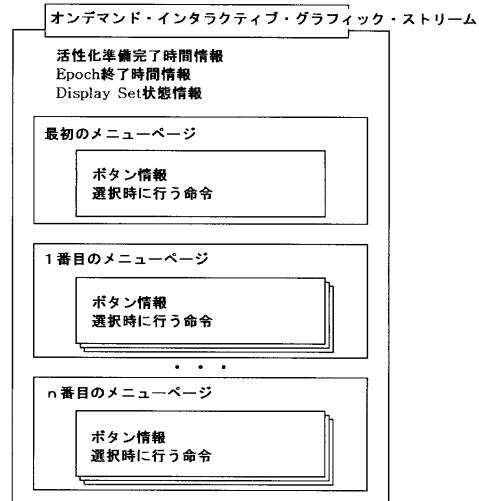 オンデマンド・インタラクティブ・グラフィック・ストリーム
活性化準備完了時間情報
Epoch終了時間情報
Display Set状態情報
最初のメニューページ
ボタン情報
選択時に行う命令
1番目のメニューページ
ボタン情報
選択時に行う命令
・・・
n番目のメニューページ
ボタン情報
選択時に行う命令